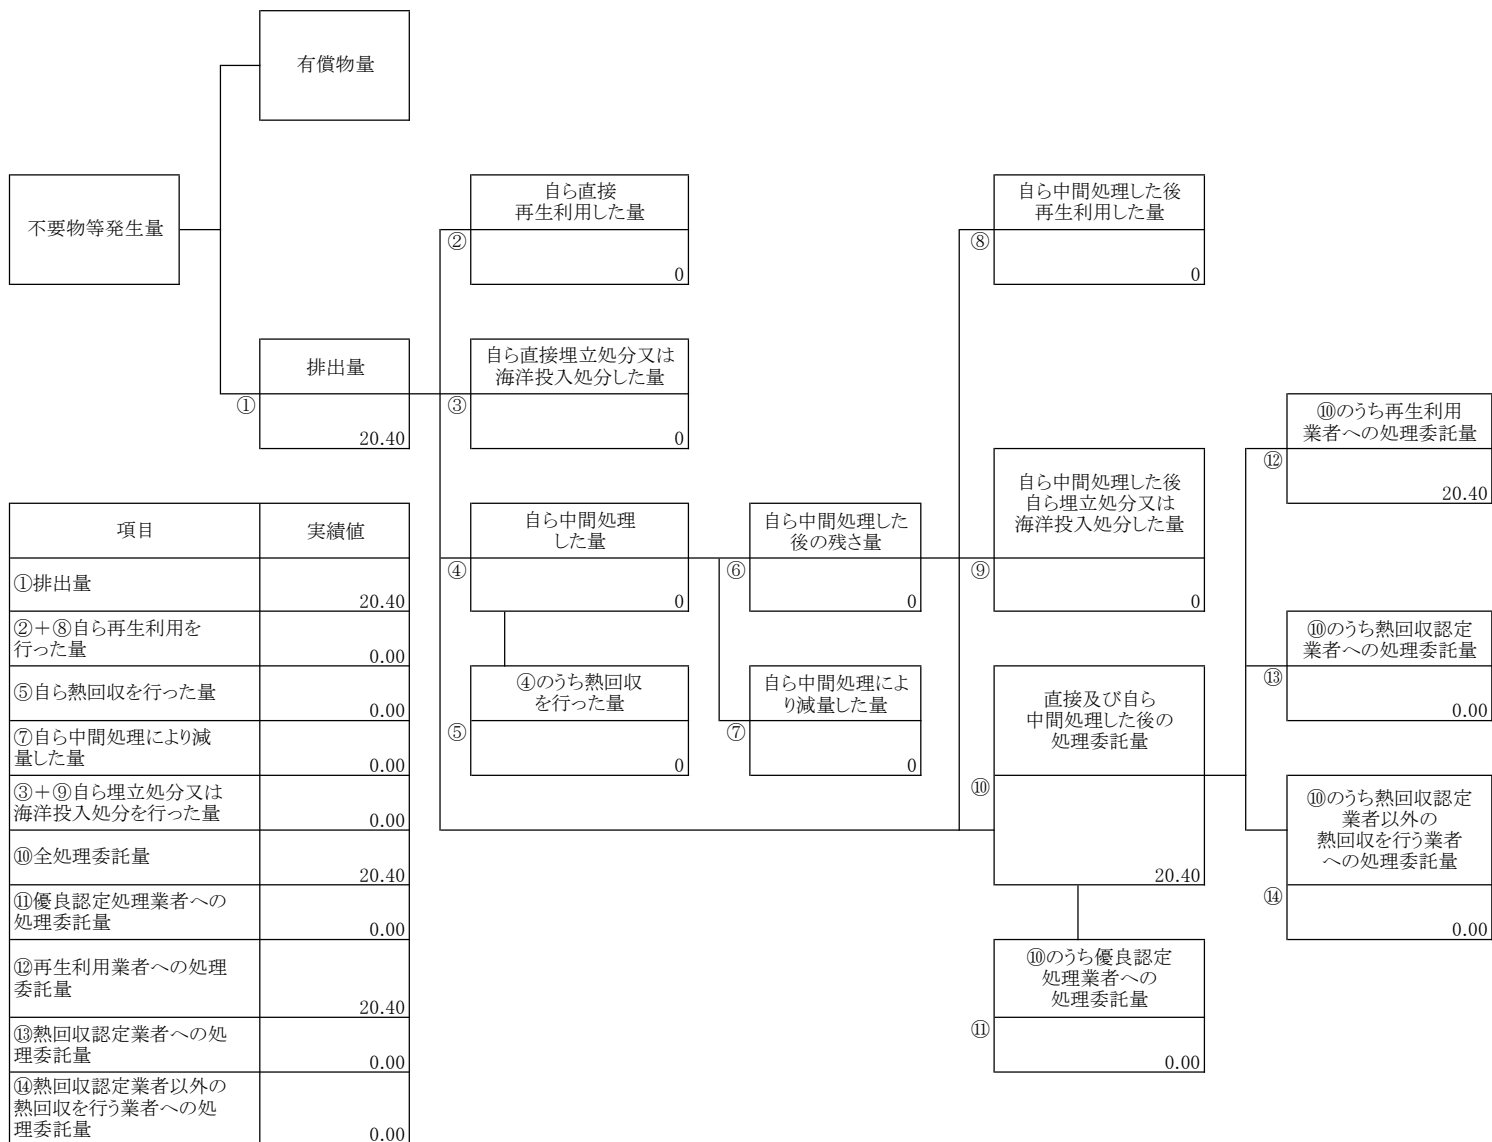 有償物量
不要物等発生量
自ら直接
再生利用した量
②
0
自ら中間処理した後
再生利用した量
⑧
0
排出量
①
20.40
自ら直接埋立処分又は
海洋投入処分した量
③
0
⑩のうち再生利用
業者への処理委託量
⑫
20.40
自ら中間処理
した量
④
0
自ら中間処理した
後の残さ量
⑥
0
自ら中間処理した後
自ら埋立処分又は
海洋投入処分した量
⑨
0
④のうち熱回収
を行った量
⑤
0
自ら中間処理によ
り減量した量
⑦
0
直接及び自ら
中間処理した後の
処理委託量
⑩
20.40
⑩のうち熱回収認定
業者への処理委託量
⑬
0.00
⑩のうち熱回収認定
業者以外の
熱回収を行う業者
への処理委託量
⑭
0.00
⑩のうち優良認定
処理業者への
処理委託量
⑪
0.00
項目 実績値
①排出量
20.40
②＋⑧自ら再生利用を
行った量
0.00
⑤自ら熱回収を行った量
0.00
⑦自ら中間処理により減
量した量
0.00
③＋⑨自ら埋立処分又は
海洋投入処分を行った量
0.00
⑩全処理委託量
20.40
⑪優良認定処理業者への
処理委託量
0.00
⑫再生利用業者への処理
委託量
20.40
⑬熱回収認定業者への処
理委託量
0.00
⑭熱回収認定業者以外の
熱回収を行う業者への処
理委託量
0.00